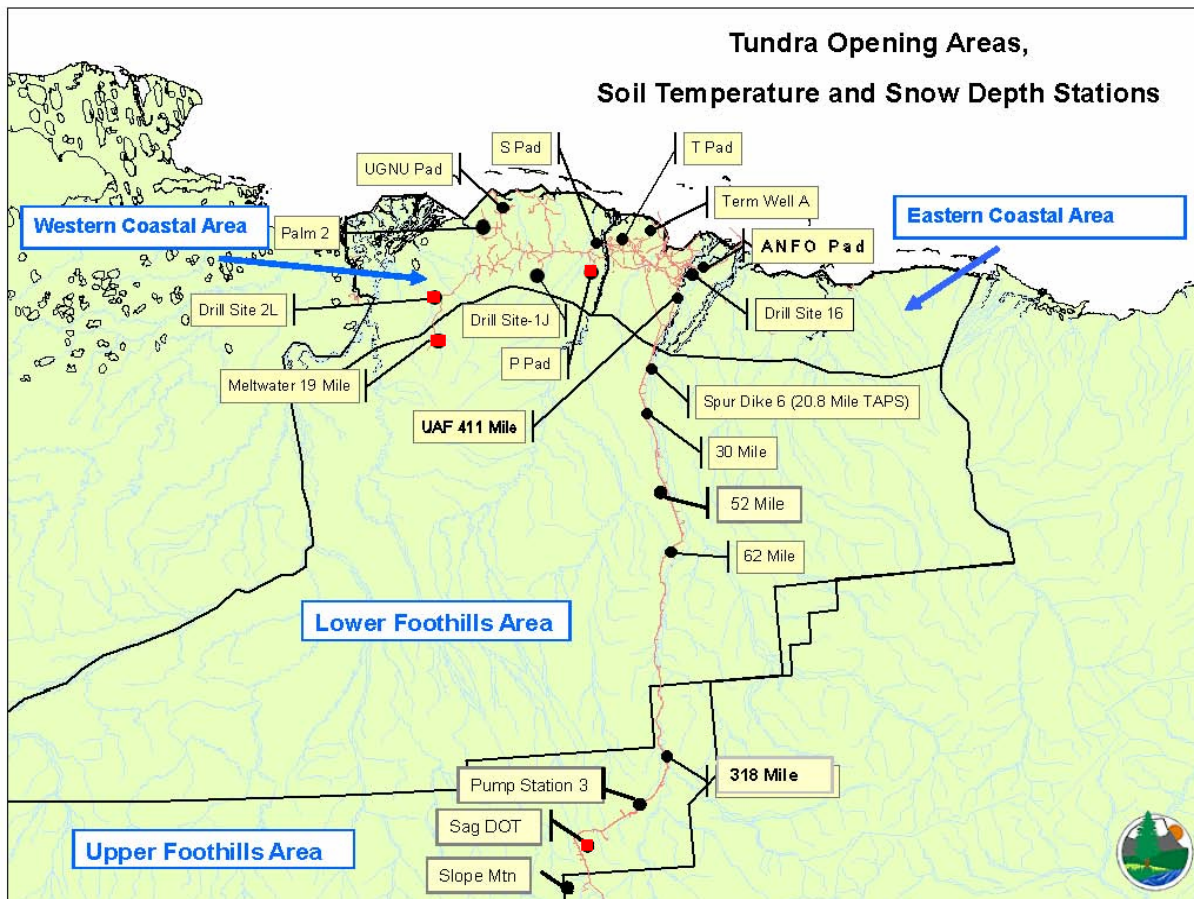 Tundra Opening Areas,
Soil Temperature and Snow Depth Stations
S Pad
T Pad
UGNU Pad
Term Well A
Western Coastal Area
Eastern Coastal Area
Palm 2
ANFO Pad
Drill Site 2L
Drill Site-1J
Drill Site 16
P Pad
Meltwater 19 Mile
Spur Dike 6 (20.8 Mile TAPS)
UAF 411 Mile
30 Mile
52 Mile
62 Mile
Lower Foothills Area
318 Mile
Pump Station 3
Sag DOT
Upper Foothills Area
Slope Mtn